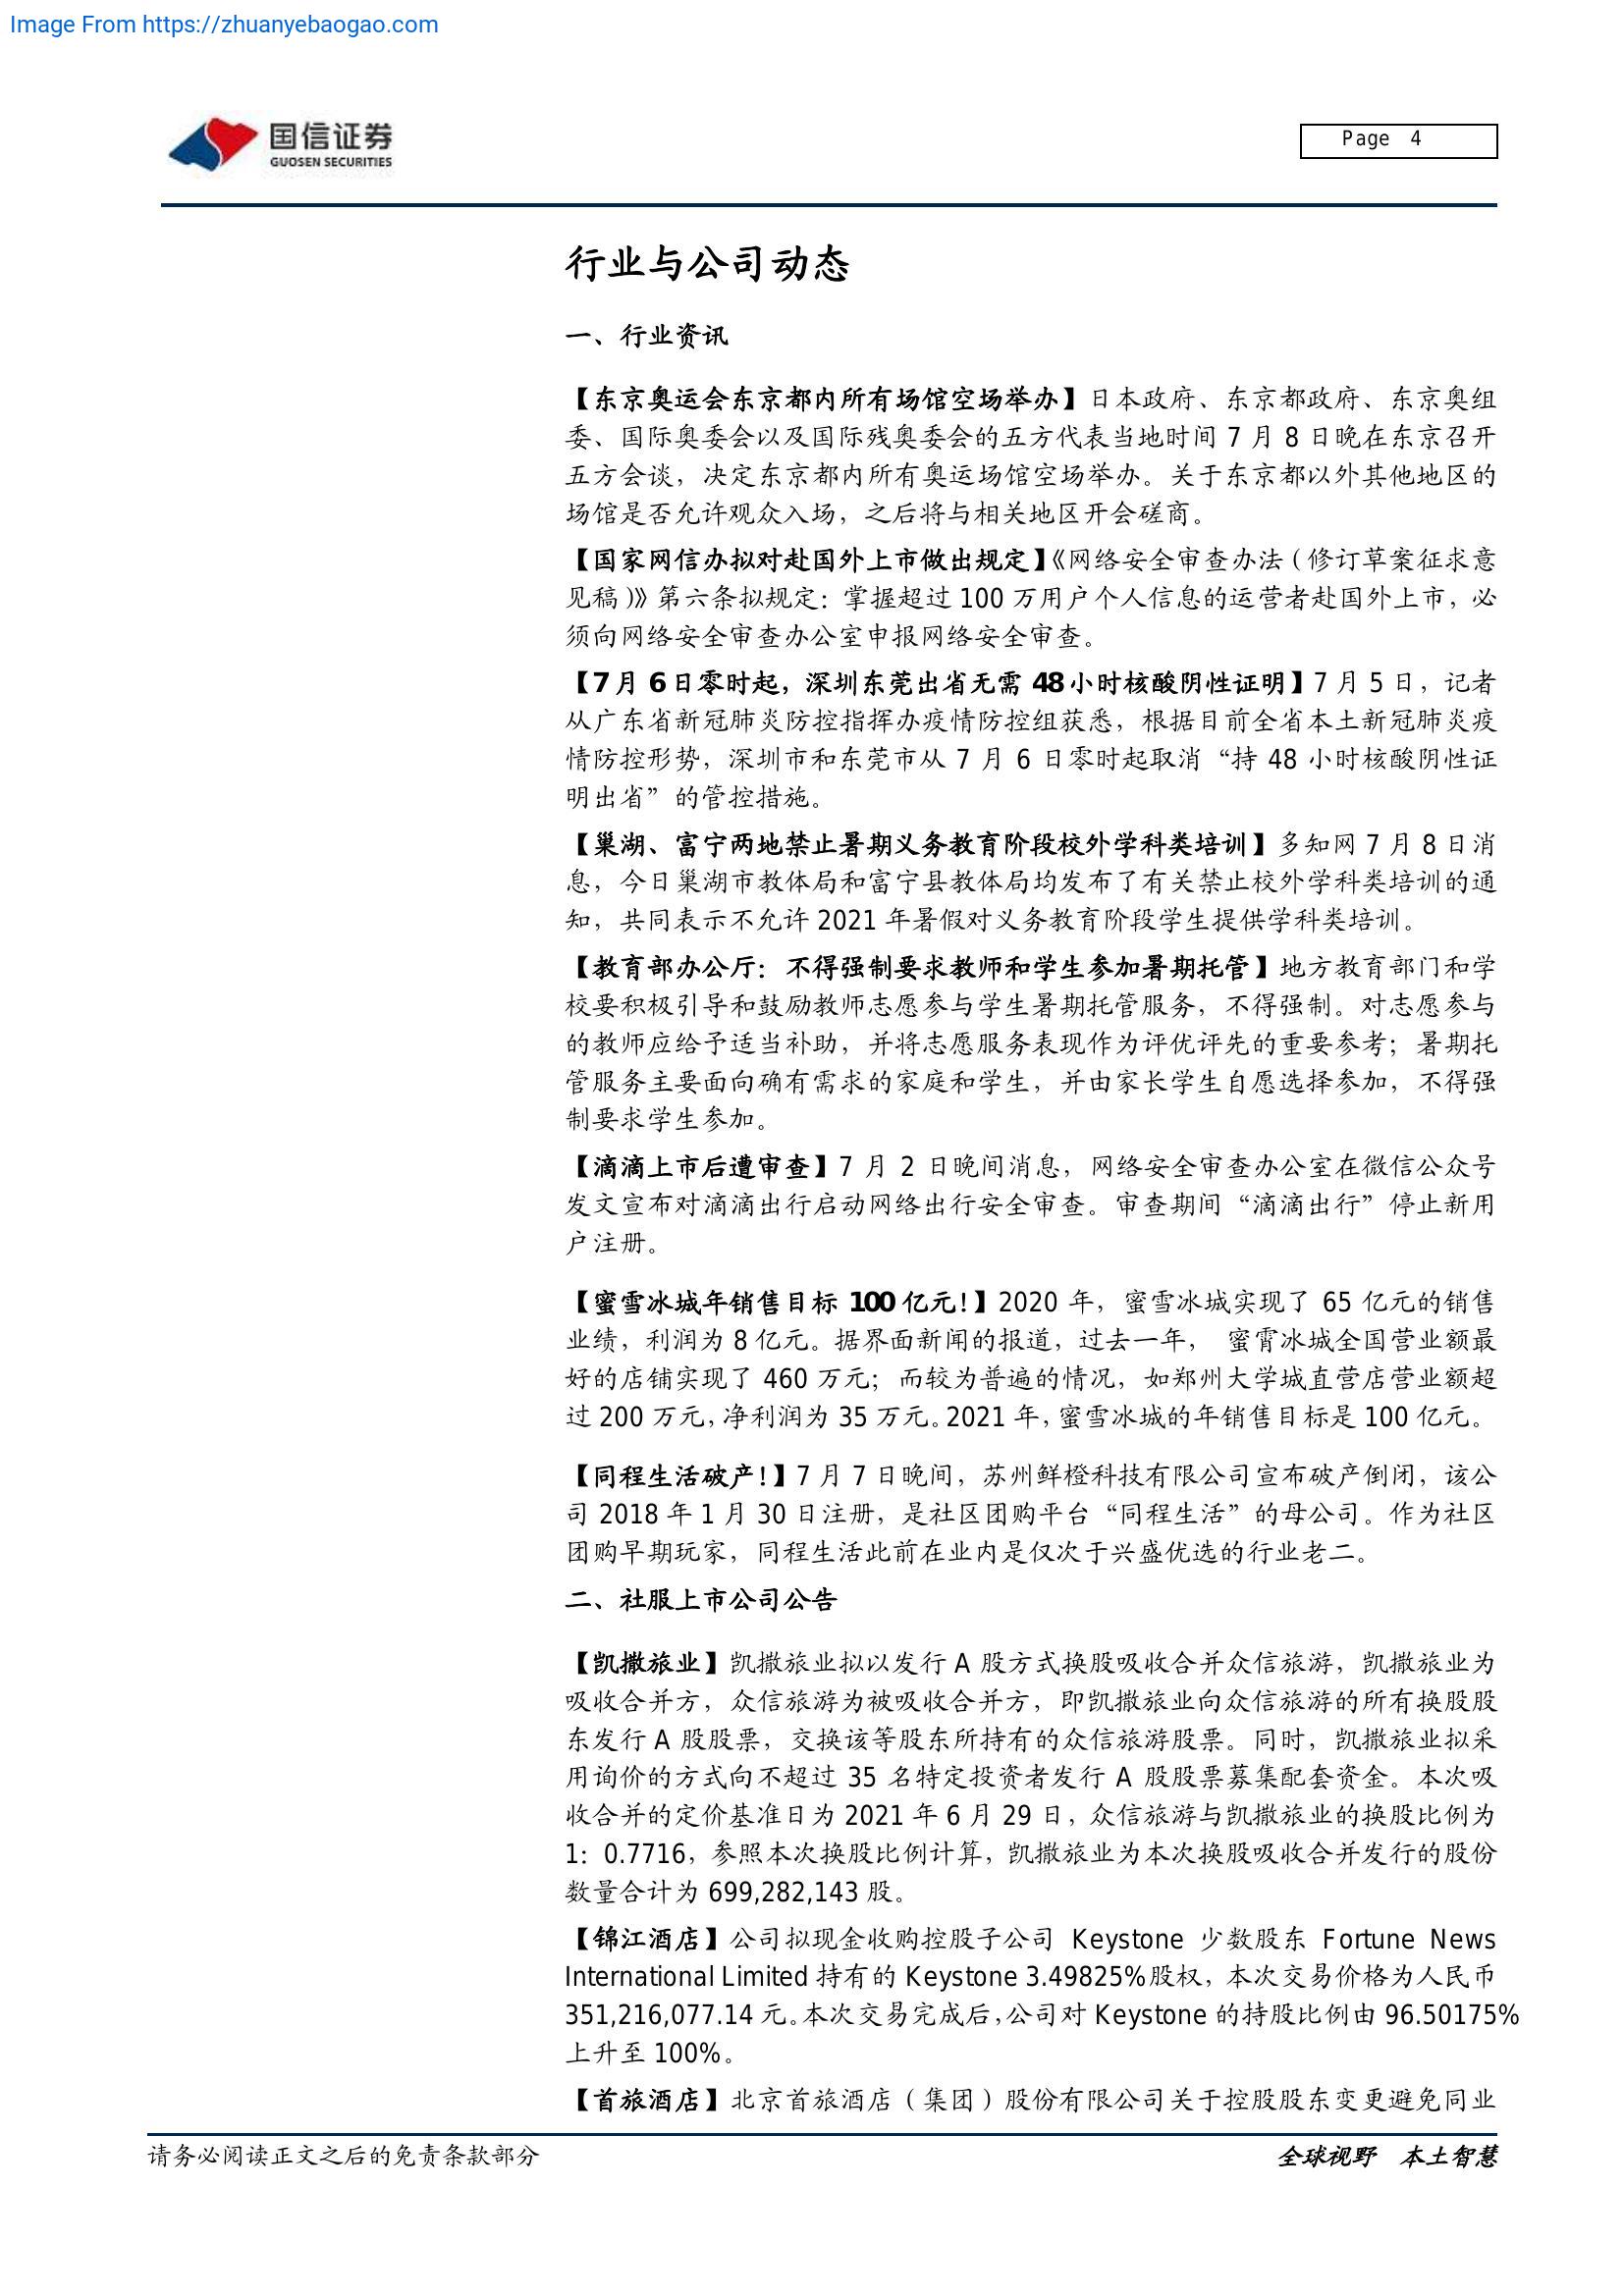 Image From https://zhuanyebaogao.com
国信证券
GUOSEN SECURITIES
Page 4
行业与公司动态
一、行业资讯
【东京奥运会东京都内所有场馆空场举办】日本政府、东京都政府、东京奥组
委、国际奥委会以及国际残奥委会的五方代表当地时间 7 月 8 日晚在东京召开
五方会谈，决定东京都内所有奥运场馆空场举办。关于东京都以外其他地区的
场馆是否允许观众入场，之后将与相关地区开会磋商。
【国家网信办拟对赴国外上市做出规定】《网络安全审查办法（修订草案征求意
见稿）》第六条拟规定：掌握超过 100 万用户个人信息的运营者赴国外上市，必
须向网络安全审查办公室申报网络安全审查。
【7 月 6 日零时起，深圳东莞出省无需 48 小时核酸阴性证明】7 月 5 日，记者
从广东省新冠肺炎防控指挥办疫情防控组获悉，根据目前全省本土新冠肺炎疫
情防控形势，深圳市和东莞市从 7 月 6 日零时起取消“持 48 小时核酸阴性证
明出省”的管控措施。
【巢湖、富宁两地禁止暑期义务教育阶段校外学科类培训】多知网 7 月 8 日消
息，今日巢湖市教体局和富宁县教体局均发布了有关禁止校外学科类培训的通
知，共同表示不允许 2021 年暑假对义务教育阶段学生提供学科类培训。
【教育部办公厅：不得强制要求教师和学生参加暑期托管】地方教育部门和学
校要积极引导和鼓励教师志愿参与学生暑期托管服务，不得强制。对志愿参与
的教师应给予适当补助，并将志愿服务表现作为评优评先的重要参考；暑期托
管服务主要面向确有需求的家庭和学生，并由家长学生自愿选择参加，不得强
制要求学生参加。
【滴滴上市后遭审查】7 月 2 日晚间消息，网络安全审查办公室在微信公众号
发文宣布对滴滴出行启动网络出行安全审查。审查期间“滴滴出行”停止新用
户注册。
【蜜雪冰城年销售目标 100 亿元！】2020 年，蜜雪冰城实现了 65 亿元的销售
业绩，利润为 8 亿元。据界面新闻的报道，过去一年， 蜜霄冰城全国营业额最
好的店铺实现了 460 万元；而较为普遍的情况，如郑州大学城直营店营业额超
过 200 万元，净利润为 35 万元。2021 年，蜜雪冰城的年销售目标是 100 亿元。
【同程生活破产！】7 月 7 日晚间，苏州鲜橙科技有限公司宣布破产倒闭，该公
司 2018 年 1 月 30 日注册，是社区团购平台“同程生活”的母公司。作为社区
团购早期玩家，同程生活此前在业内是仅次于兴盛优选的行业老二。
二、社服上市公司公告
【凯撒旅业】凯撒旅业拟以发行 A 股方式换股吸收合并众信旅游，凯撒旅业为
吸收合并方，众信旅游为被吸收合并方，即凯撒旅业向众信旅游的所有换股股
东发行 A 股股票，交换该等股东所持有的众信旅游股票。同时，凯撒旅业拟采
用询价的方式向不超过 35 名特定投资者发行 A 股股票募集配套资金。本次吸
收合并的定价基准日为 2021 年 6 月 29 日，众信旅游与凯撒旅业的换股比例为
1：0.7716，参照本次换股比例计算，凯撒旅业为本次换股吸收合并发行的股份
数量合计为 699,282,143 股。
【锦江酒店】公司拟现金收购控股子公司 Keystone 少数股东 Fortune News
International Limited 持有的 Keystone 3.49825%股权，本次交易价格为人民币
351,216,077.14 元。本次交易完成后，公司对 Keystone 的持股比例由 96.50175%
上升至 100%。
【首旅酒店】北京首旅酒店（集团）股份有限公司关于控股股东变更避免同业
请务必阅读正文之后的免责条款部分
全球视野 本土智慧